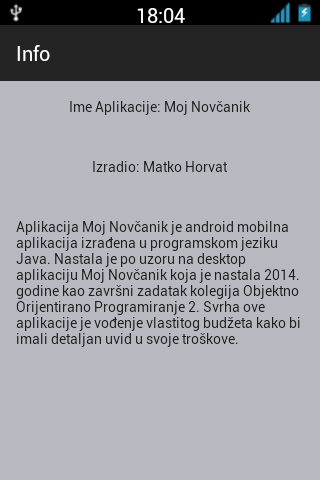 18:04
Info
Ime Aplikacije: Moj Novčanik
Izradio: Matko Horvat
Aplikacija Moj Novčanik je android mobilna
aplikacija izrađena u programskom jeziku
Java. Nastala je po uzoru na desktop
aplikaciju Moj Novčanik koja je nastala 2014.
godine kao završni zadatak kolegija Objektno
Orijentirano Programiranje 2. Svrha ove
aplikacije je vođenje vlastitog budžeta kako bi
imali detaljan uvid u svoje troškove.